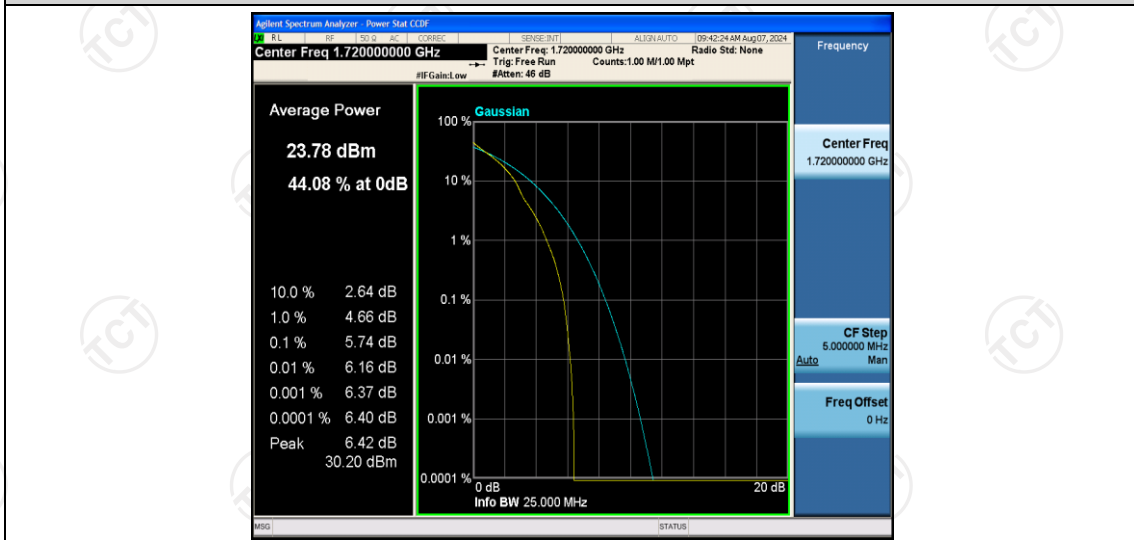 Agilent Spectrum Analyzer - Power Stat CCDF
LXI RL RF 50 Ω AC CORREC SENSE:INT ALIGN AUTO 09:42:24 AM Aug 07, 2024
Center Freq 1.720000000 GHz
Center Freq: 1.720000000 GHz Radio Std: None
Trig: Free Run Counts:1.00 M/1.00 Mpt
#IFGain:Low #Atten: 46 dB
Frequency
Average Power
23.78 dBm
44.08 % at 0dB
10.0 % 2.64 dB
1.0 % 4.66 dB
0.1 % 5.74 dB
0.01 % 6.16 dB
0.001 % 6.37 dB
0.0001 % 6.40 dB
Peak 6.42 dB
30.20 dBm
Gaussian
100 %
10 %
1 %
0.1 %
0.01 %
0.001 %
0.0001 %
0 dB 20 dB
Info BW 25.000 MHz
Center Freq
1.720000000 GHz
CF Step
5.000000 MHz
Auto Man
Freq Offset
0 Hz
MSG STATUS
TCT
TCT
TCT
TCT